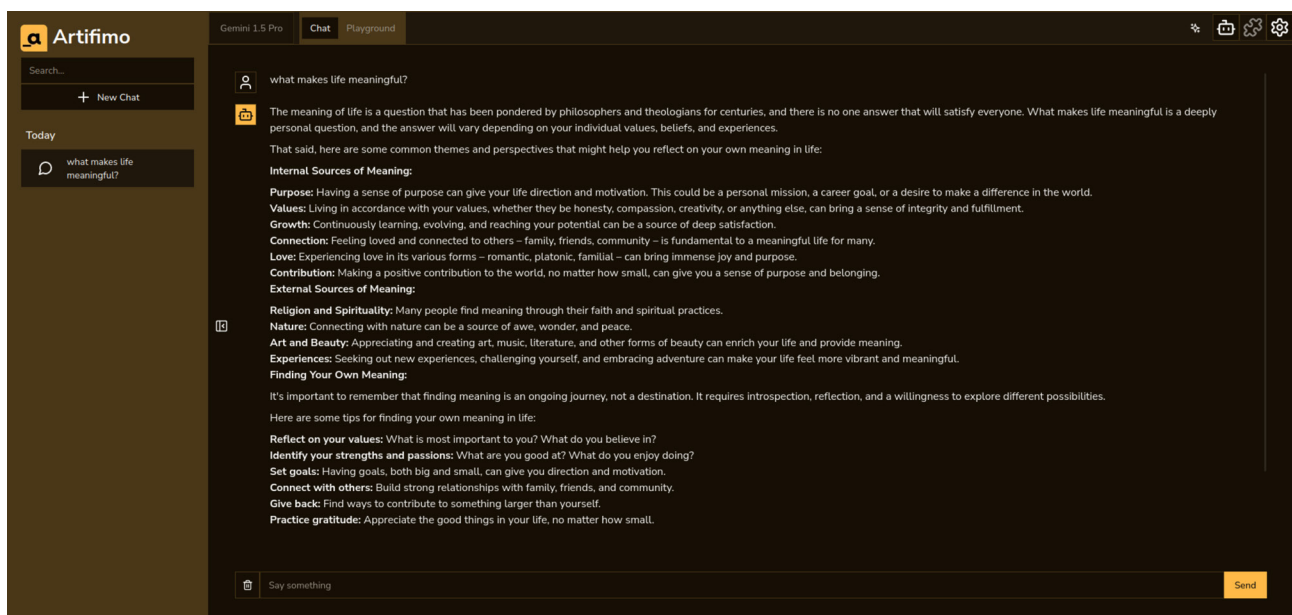 _a Artifimo
Gemini 1.5 Pro
Chat
Playground
Search...
+ New Chat
Today
what makes life
meaningful?
what makes life meaningful?
The meaning of life is a question that has been pondered by philosophers and theologians for centuries, and there is no one answer that will satisfy everyone. What makes life meaningful is a deeply
personal question, and the answer will vary depending on your individual values, beliefs, and experiences.
That said, here are some common themes and perspectives that might help you reflect on your own meaning in life:
Internal Sources of Meaning:
Purpose: Having a sense of purpose can give your life direction and motivation. This could be a personal mission, a career goal, or a desire to make a difference in the world.
Values: Living in accordance with your values, whether they be honesty, compassion, creativity, or anything else, can bring a sense of integrity and fulfillment.
Growth: Continuously learning, evolving, and reaching your potential can be a source of deep satisfaction.
Connection: Feeling loved and connected to others – family, friends, community – is fundamental to a meaningful life for many.
Love: Experiencing love in its various forms – romantic, platonic, familial – can bring immense joy and purpose.
Contribution: Making a positive contribution to the world, no matter how small, can give you a sense of purpose and belonging.
External Sources of Meaning:
Religion and Spirituality: Many people find meaning through their faith and spiritual practices.
Nature: Connecting with nature can be a source of awe, wonder, and peace.
Art and Beauty: Appreciating and creating art, music, literature, and other forms of beauty can enrich your life and provide meaning.
Experiences: Seeking out new experiences, challenging yourself, and embracing adventure can make your life feel more vibrant and meaningful.
Finding Your Own Meaning:
It's important to remember that finding meaning is an ongoing journey, not a destination. It requires introspection, reflection, and a willingness to explore different possibilities.
Here are some tips for finding your own meaning in life:
Reflect on your values: What is most important to you? What do you believe in?
Identify your strengths and passions: What are you good at? What do you enjoy doing?
Set goals: Having goals, both big and small, can give you direction and motivation.
Connect with others: Build strong relationships with family, friends, and community.
Give back: Find ways to contribute to something larger than yourself.
Practice gratitude: Appreciate the good things in your life, no matter how small.
Say something
Send